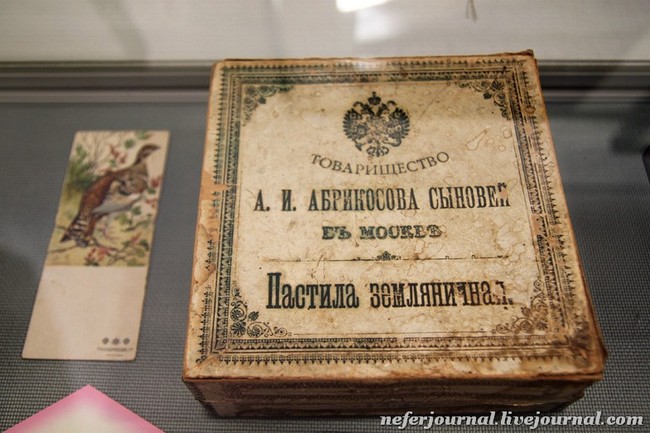 ТОВАРИЩЕСТВО
А. И. АБРИКОСОВА СЫНОВЕЙ
ВЪ МОСКВѢ
Пастила земляничная.
neferjournal.livejournal.com